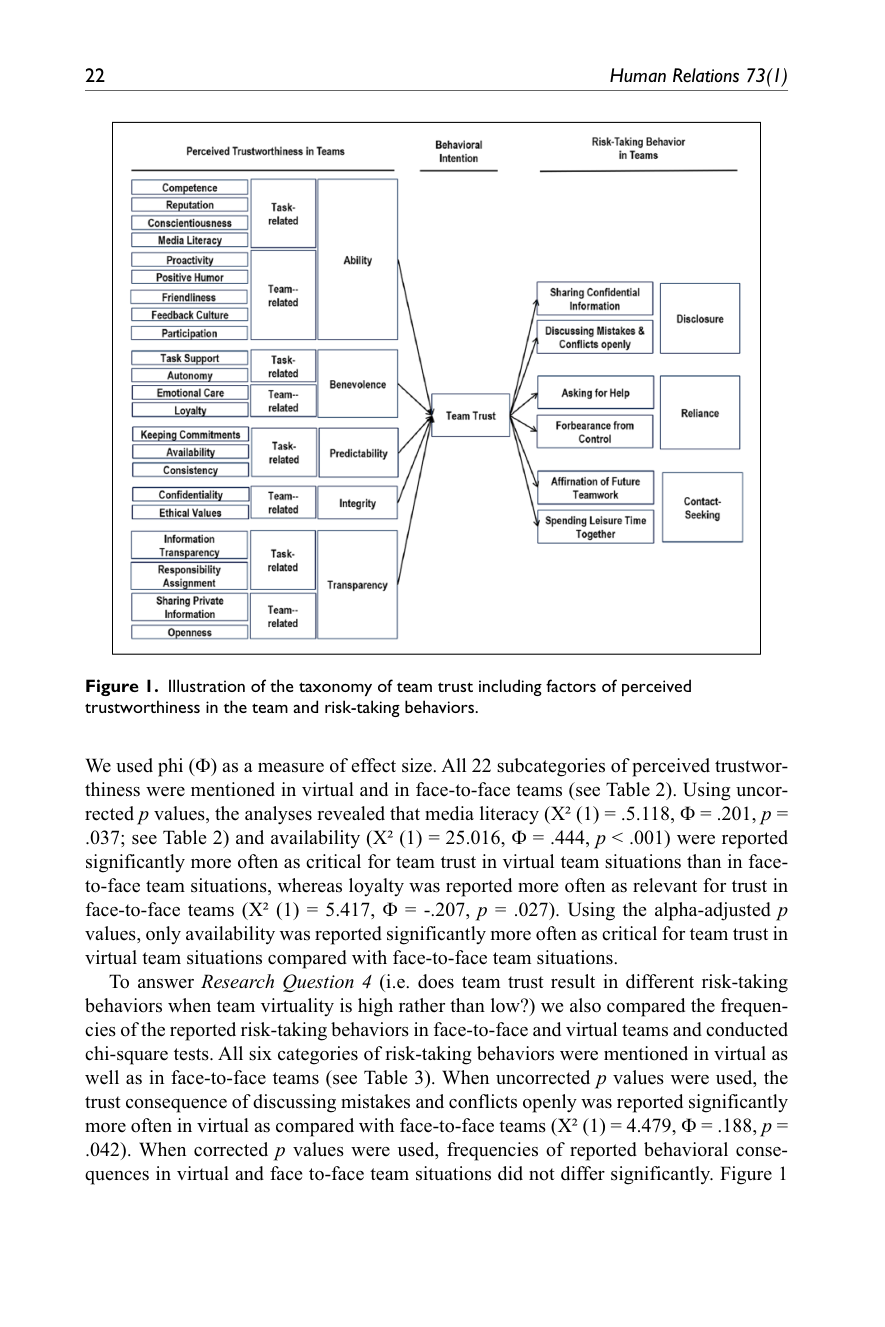 22
Human Relations 73(1)
Perceived Trustworthiness in Teams
Behavioral
Intention
Risk-Taking Behavior
in Teams
Competence
Reputation
Conscientiousness
Media Literacy
Task-
related
Proactivity
Positive Humor
Friendliness
Feedback Culture
Participation
Team--
related
Ability
Task Support
Autonomy
Task-
related
Emotional Care
Loyalty
Team--
related
Benevolence
Keeping Commitments
Availability
Consistency
Task-
related
Predictability
Confidentiality
Ethical Values
Team--
related
Integrity
Information
Transparency
Responsibility
Assignment
Task-
related
Sharing Private
Information
Openness
Team--
related
Transparency
Team Trust
Sharing Confidential
Information
Discussing Mistakes &
Conflicts openly
Disclosure
Asking for Help
Forbearance from
Control
Reliance
Affirnation of Future
Teamwork
Spending Leisure Time
Together
Contact-
Seeking
Figure 1. Illustration of the taxonomy of team trust including factors of perceived
trustworthiness in the team and risk-taking behaviors.
We used phi (Φ) as a measure of effect size. All 22 subcategories of perceived trustwor-
thiness were mentioned in virtual and in face-to-face teams (see Table 2). Using uncor-
rected p values, the analyses revealed that media literacy (X² (1) = .5.118, Φ = .201, p =
.037; see Table 2) and availability (X² (1) = 25.016, Φ = .444, p < .001) were reported
significantly more often as critical for team trust in virtual team situations than in face-
to-face team situations, whereas loyalty was reported more often as relevant for trust in
face-to-face teams (X² (1) = 5.417, Φ = -.207, p = .027). Using the alpha-adjusted p
values, only availability was reported significantly more often as critical for team trust in
virtual team situations compared with face-to-face team situations.
To answer Research Question 4 (i.e. does team trust result in different risk-taking
behaviors when team virtuality is high rather than low?) we also compared the frequen-
cies of the reported risk-taking behaviors in face-to-face and virtual teams and conducted
chi-square tests. All six categories of risk-taking behaviors were mentioned in virtual as
well as in face-to-face teams (see Table 3). When uncorrected p values were used, the
trust consequence of discussing mistakes and conflicts openly was reported significantly
more often in virtual as compared with face-to-face teams (X² (1) = 4.479, Φ = .188, p =
.042). When corrected p values were used, frequencies of reported behavioral conse-
quences in virtual and face to-face team situations did not differ significantly. Figure 1